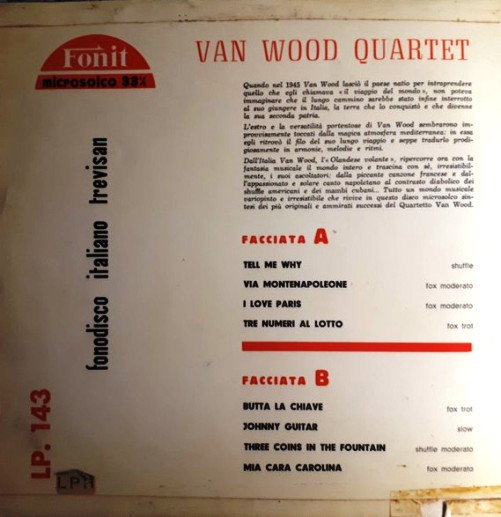 Fonit
microsolco 33⅓
VAN WOOD QUARTET
Quando nel 1945 Van Wood lasciò il paese natio per intraprendere
quello che egli chiamava « il viaggio del mondo », non poteva
immaginare che il lungo cammino sarebbe stato infine interrotto
al suo giungere in Italia, la terra che lo conquistò e che divenne
la sua seconda patria.
L'estro e la versatilità portentose di Van Wood sembrarono im-
provvisamente toccati dalla magica atmosfera mediterranea: in essa
egli ritrovò il filo del suo lungo viaggio e seppe tradurlo prodi-
giosamente in armonie, melodie e ritmi.
Dall'Italia Van Wood, l'« Olandese volante », ripercorre ora con la
fantasia musicale il mondo intero e trascina con sè, irresistibil-
mente, i suoi ascoltatori: dalla piccante canzone francese e dal-
l'appassionato e solare canto napoletano al contrasto diabolico dei
shuffle americani e dei mambi cubani... Tutto un mondo musicale
variopinto e irresistibile che rivive in questo disco microsolco sin-
tesi dei più originali e ammirati successi del Quartetto Van Wood.
fonodisco italiano trevisan
FACCIATA A
TELL ME WHY shuffle
VIA MONTENAPOLEONE fox moderato
I LOVE PARIS fox moderato
TRE NUMERI AL LOTTO fox trot
FACCIATA B
BUTTA LA CHIAVE fox trot
JOHNNY GUITAR slow
THREE COINS IN THE FOUNTAIN shuffle moderato
MIA CARA CAROLINA fox moderato
LP. 143